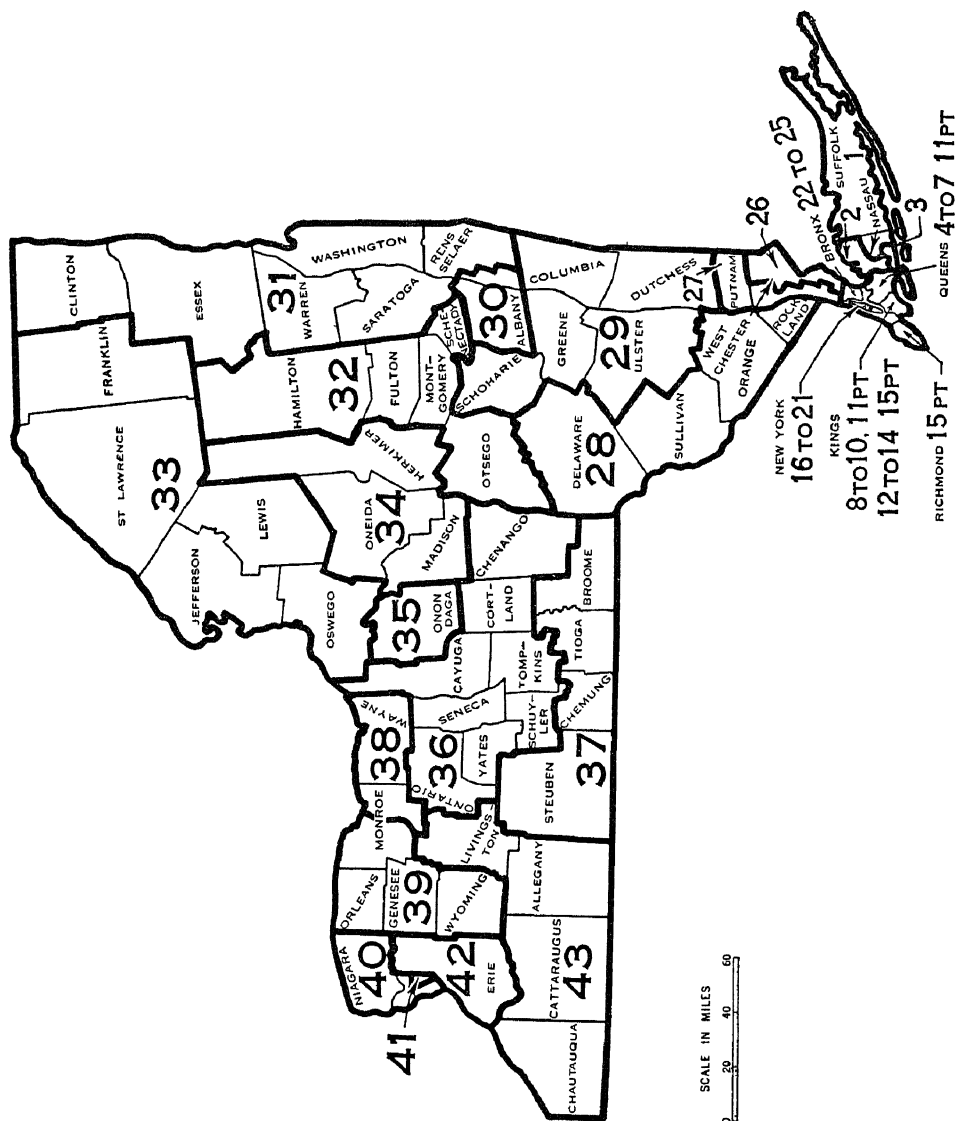 CLINTON
FRANKLIN
ST LAWRENCE
33
ESSEX
JEFFERSON
LEWIS
HAMILTON
32
WARREN
31
WASHINGTON
HERKIMER
FULTON
SARATOGA
OSWEGO
ONEIDA
34
MONT-
GOMERY
SCHE-
NECTADY
RENS
SELAER
NIAGARA
40
ORLEANS
MONROE
WAYNE
38
35
ONON
DAGA
MADISON
OTSEGO
SCHOHARIE
30
ALBANY
41
GENESEE
39
ONTARIO
36
SENECA
CAYUGA
42
ERIE
WYOMING
LIVINGS-
TON
YATES
CORT-
LAND
CHENANGO
TOMP-
KINS
SCHUY-
LER
DELAWARE
28
GREENE
COLUMBIA
CHAUTAUQUA
CATTARAUGUS
43
ALLEGANY
STEUBEN
37
CHEMUNG
TIOGA
BROOME
29
ULSTER
DUTCHESS
SULLIVAN
27
PUTNAM
ORANGE
WEST
CHESTER
ROCK
LAND
26
SCALE IN MILES
0 20 40 60
NEW YORK
16 TO 21
BRONX 22 TO 25
KINGS
8 TO 10, 11 PT
12 TO 14 15 PT
SUFFOLK
1
2
NASSAU
3
RICHMOND 15 PT
QUEENS 4 TO 7 11 PT